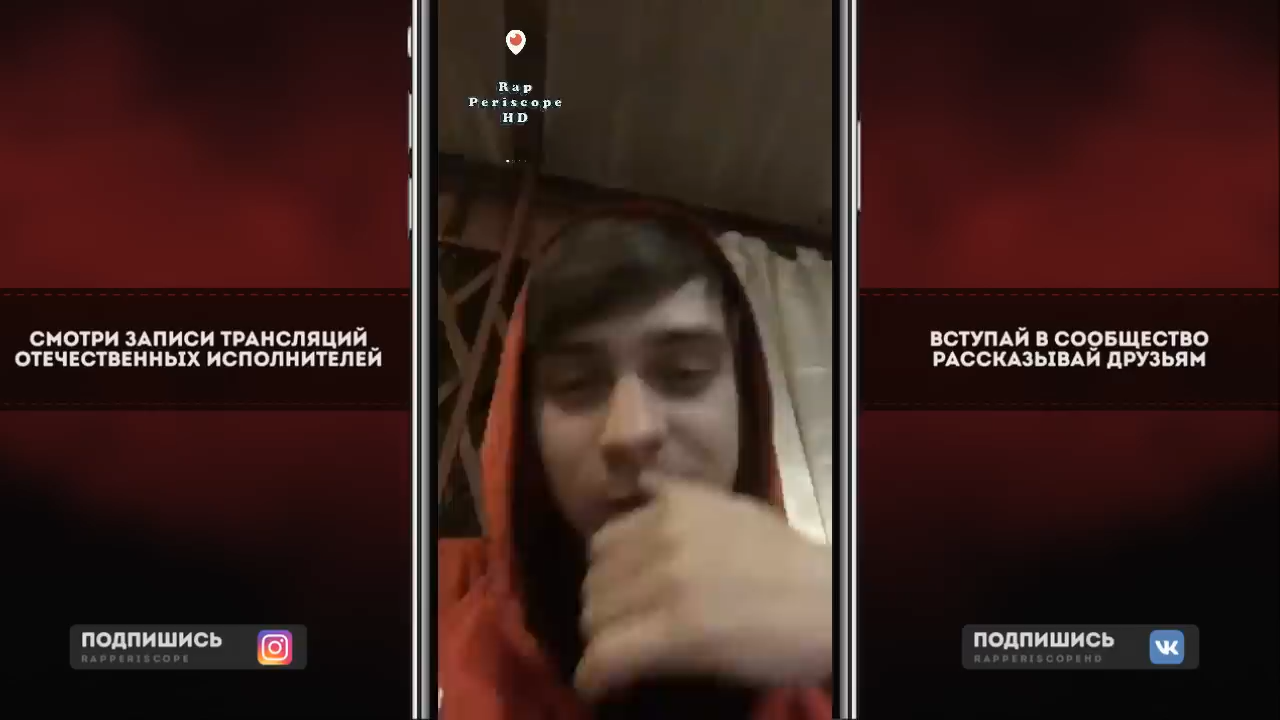 Rap
Periscope
HD
СМОТРИ ЗАПИСИ ТРАНСЛЯЦИЙ
ОТЕЧЕСТВЕННЫХ ИСПОЛНИТЕЛЕЙ
ВСТУПАЙ В СООБЩЕСТВО
РАССКАЗЫВАЙ ДРУЗЬЯМ
ПОДПИШИСЬ
RAPPERISCOPE
ПОДПИШИСЬ
RAPPERISCOPEHD